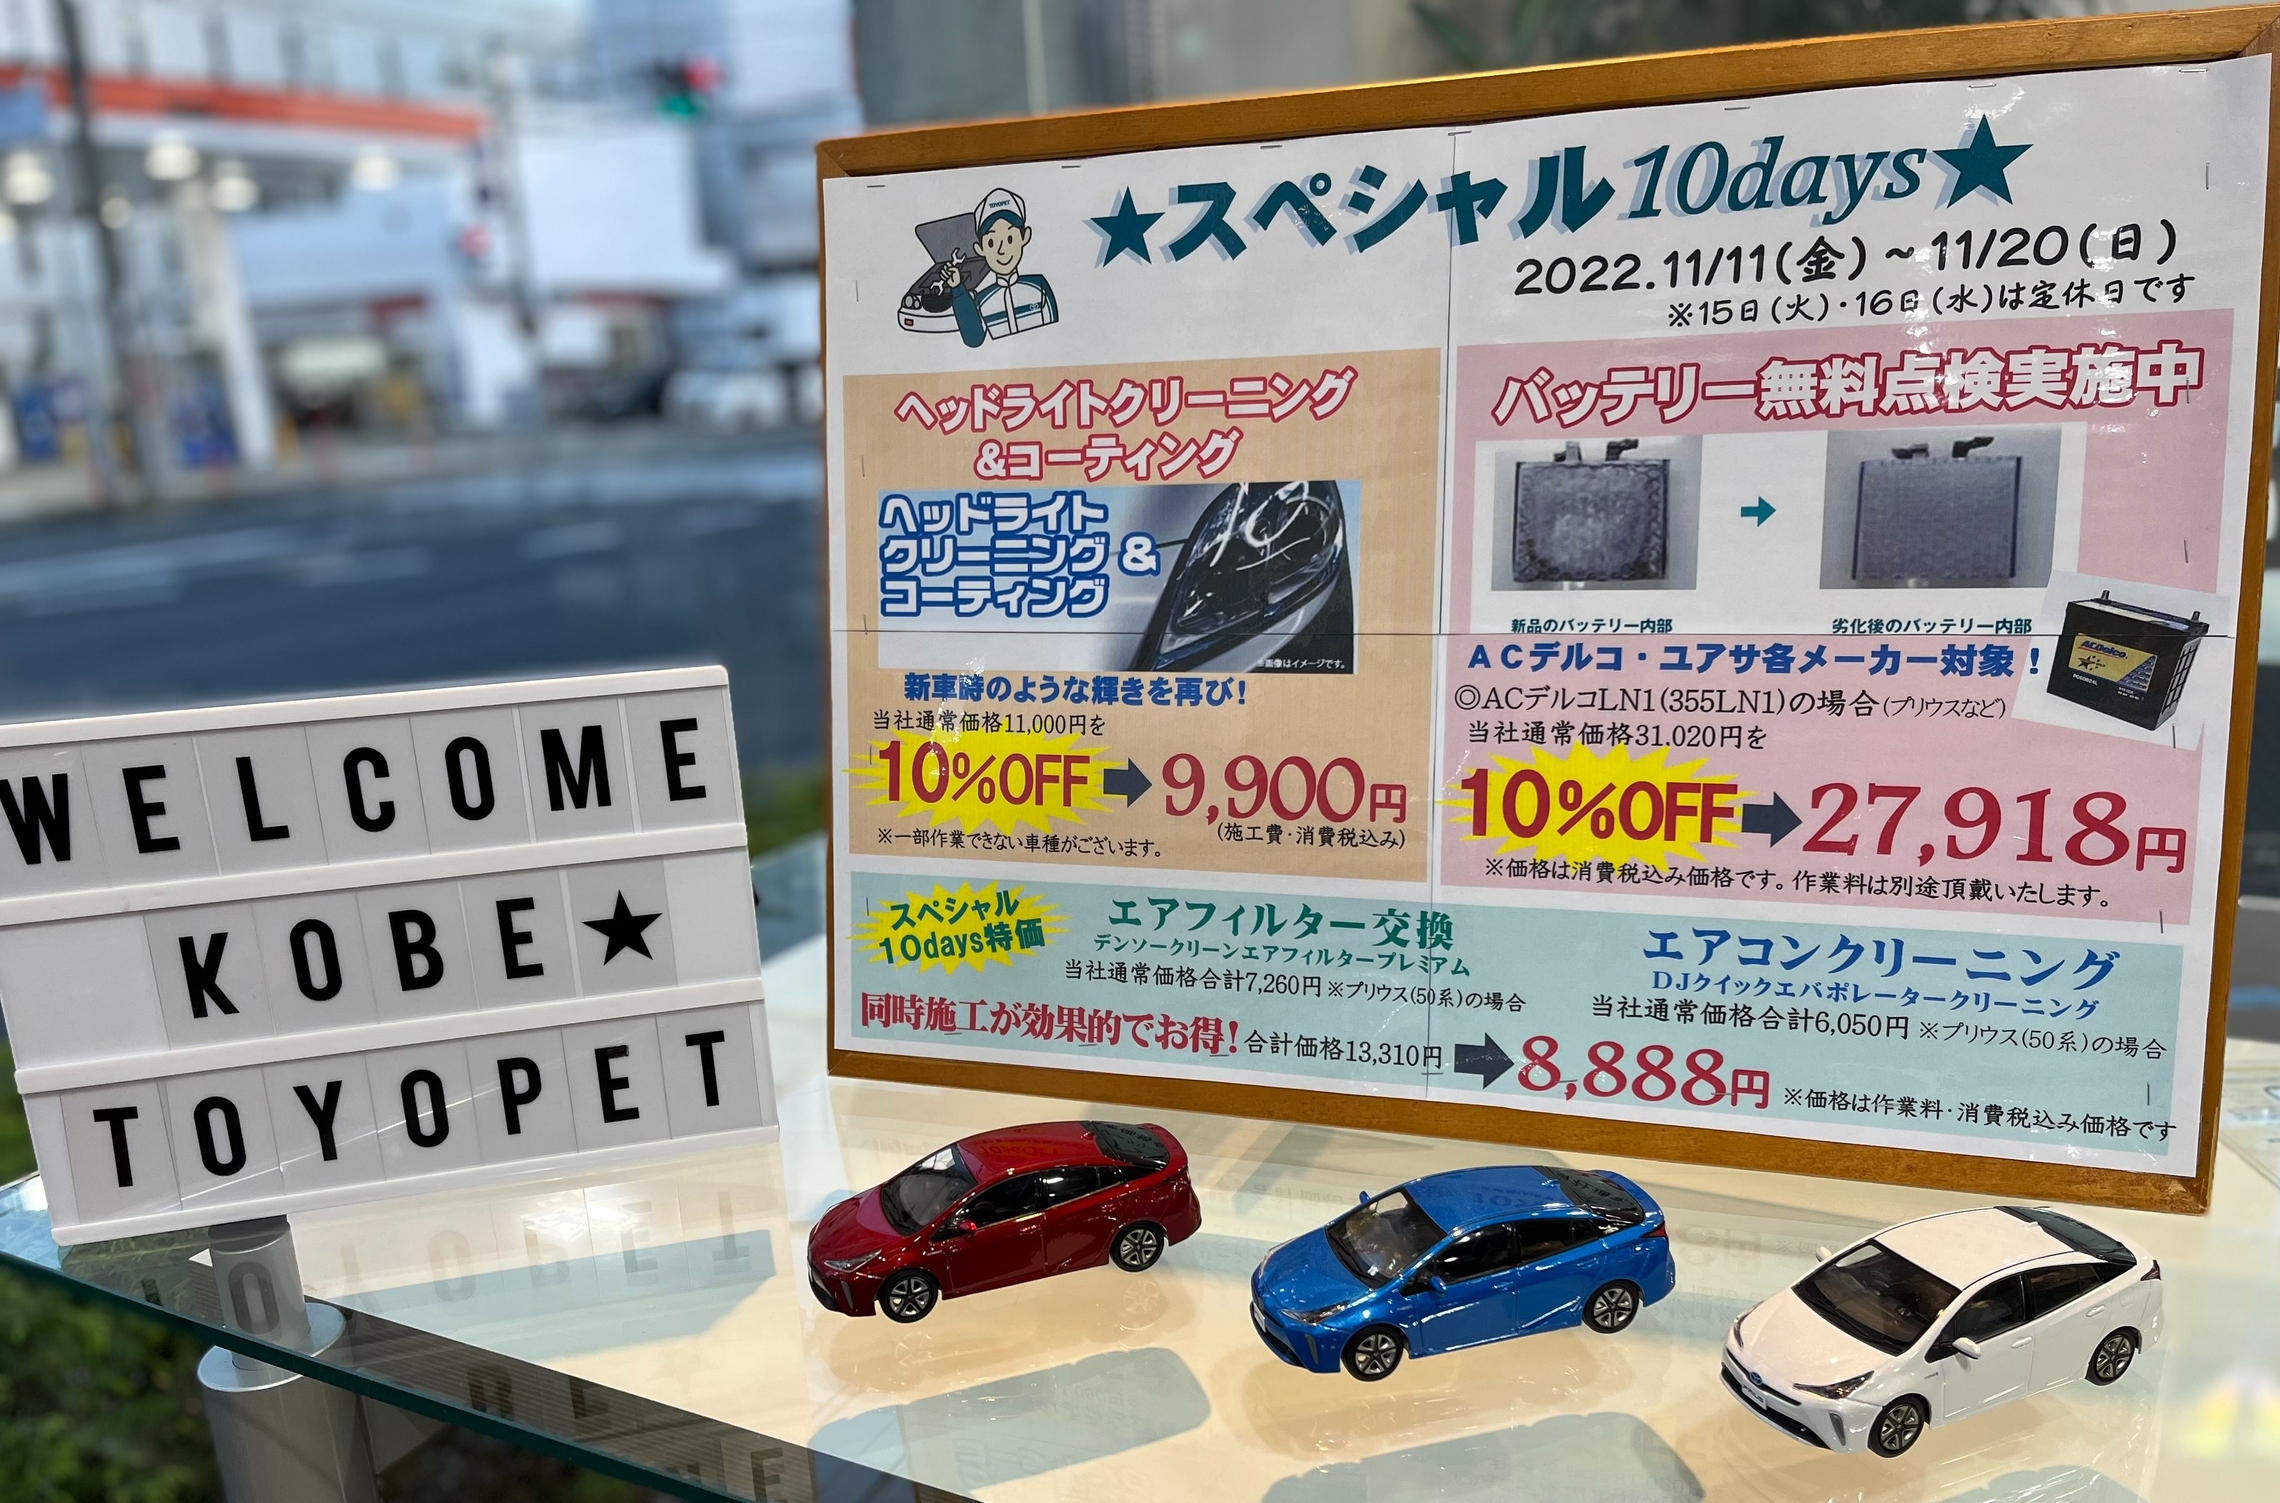 WELCOME
KOBE★
TOYOPET
TOYOPET
★スペシャル10days★
2022.11/11(金)~11/20(日)
※15日(火)・16日(水)は定休日です
ヘッドライトクリーニング
&コーティング
ヘッドライト
クリーニング&
コーティング
※画像はイメージです。
新車時のような輝きを再び!
当社通常価格11,000円を
10%OFF➡9,900円
(施工費・消費税込み)
※一部作業できない車種がございます。
バッテリー無料点検実施中
新品のバッテリー内部
劣化後のバッテリー内部
ACデルコ・ユアサ各メーカー対象!
ACDelco
◎ACデルコLN1(355LN1)の場合(プリウスなど)
当社通常価格31,020円を
10%OFF➡27,918円
※価格は消費税込み価格です。作業料は別途頂戴いたします。
スペシャル
10days特価
エアフィルター交換
デンソークリーンエアフィルタープレミアム
当社通常価格合計7,260円※プリウス(50系)の場合
エアコンクリーニング
DJクイックエバポレータークリーニング
当社通常価格合計6,050円※プリウス(50系)の場合
同時施工が効果的でお得!合計価格13,310円➡8,888円※価格は作業料・消費税込み価格です